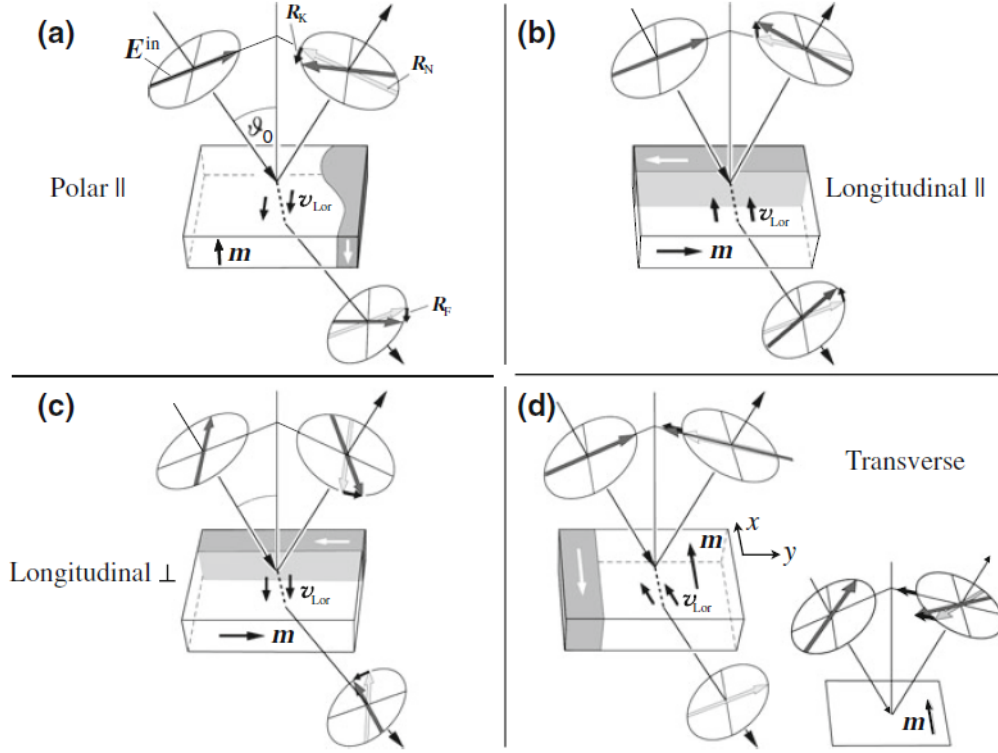 (a)
E^in
R_K
R_N
ϑ_0
Polar ||
v_Lor
m
R_F
(b)
Longitudinal ||
v_Lor
m
(c)
Longitudinal ⊥
v_Lor
m
(d)
Transverse
x
y
m
v_Lor
m